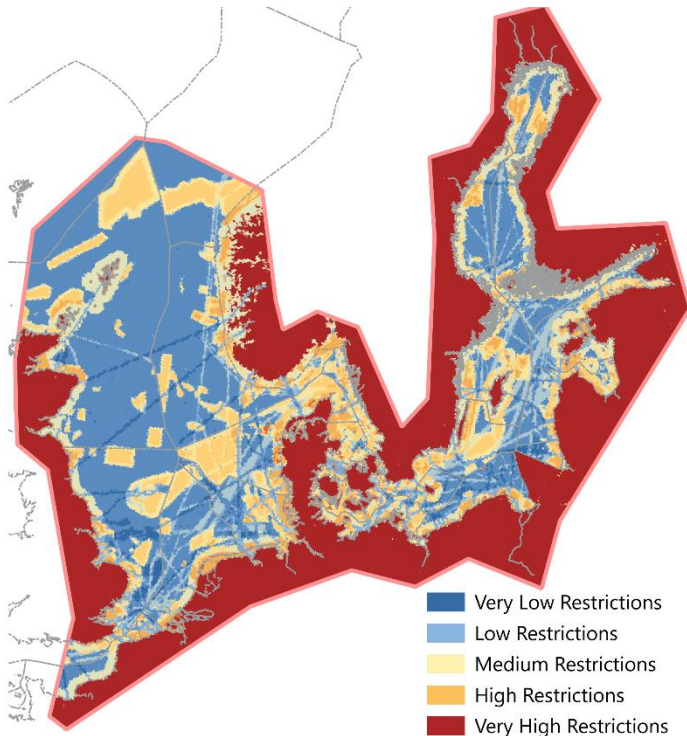 Very Low Restrictions
Low Restrictions
Medium Restrictions
High Restrictions
Very High Restrictions